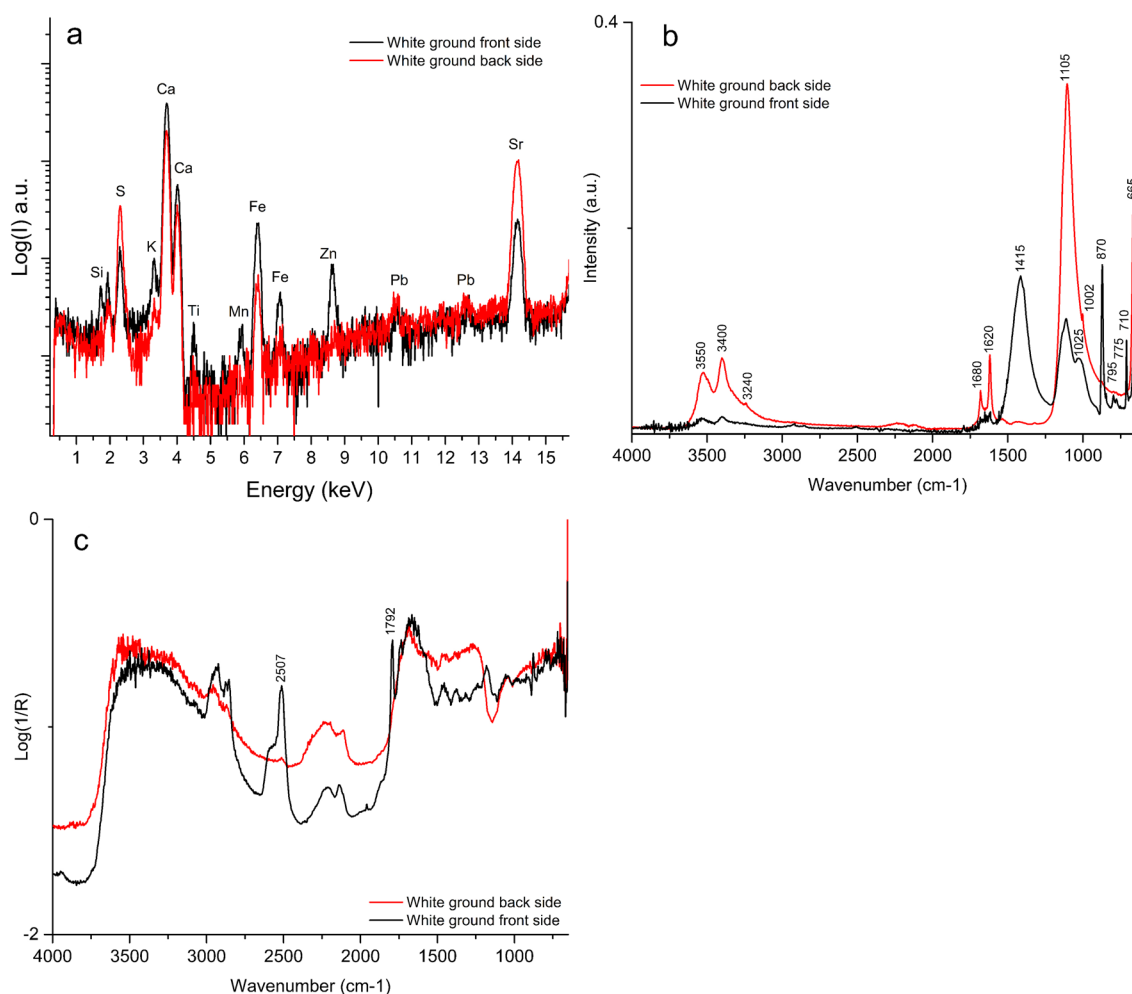 a
White ground front side
White ground back side
Ca
Ca
S
Si
K
Ti
Mn
Fe
Fe
Zn
Pb
Pb
Sr
Log(I) a.u.
1 2 3 4 5 6 7 8 9 10 11 12 13 14 15
Energy (keV)
b
0.4
White ground back side
White ground front side
3550
3400
3240
1680
1620
1415
1105
1002
1025
870
795
775
710
665
Intensity (a.u.)
4000 3500 3000 2500 2000 1500 1000
Wavenumber (cm-1)
c
0
2507
1792
Log(1/R)
White ground back side
White ground front side
-2
4000 3500 3000 2500 2000 1500 1000
Wavenumber (cm-1)